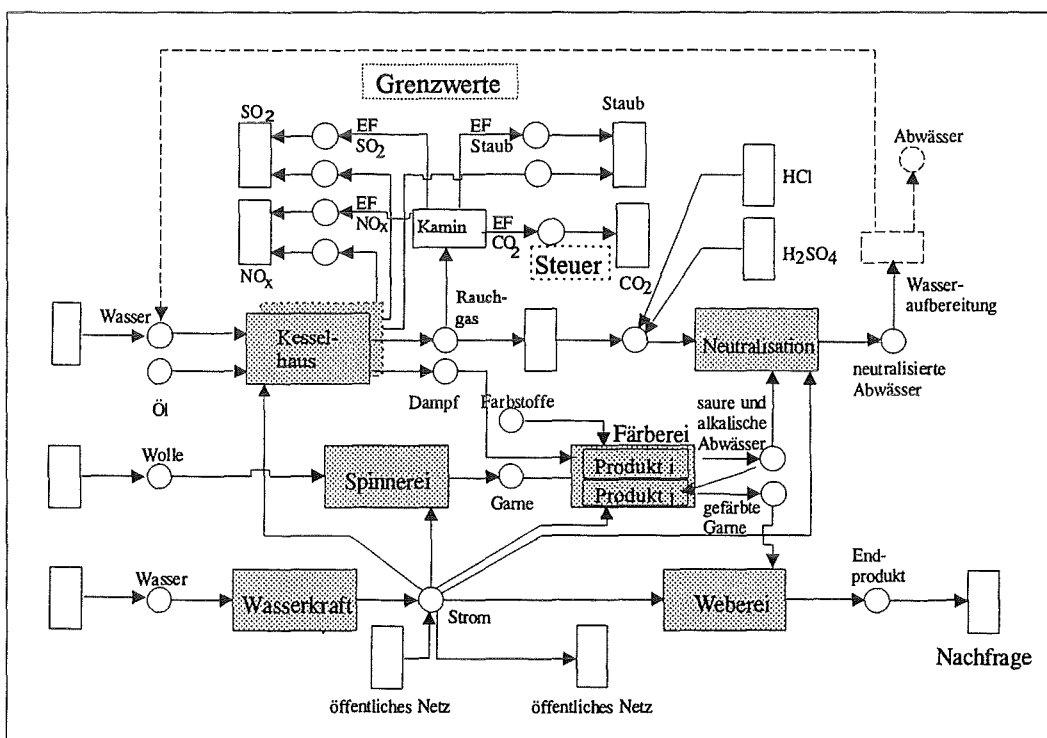 Grenzwerte
SO2
EF
SO2
EF
Staub
Staub
Abwässer
HCl
EF
NOx
Kamin
EF
CO2
Steuer
H2SO4
NOx
CO2
Wasser-
aufbereitung
Wasser
Rauch-
gas
Kessel-
haus
Neutralisation
neutralisierte
Abwässer
Öl
Dampf
Farbstoffe
saure und
alkalische
Abwässer
Färberei
Wolle
Spinnerei
Produkt i
Garne
Produkt j
gefärbte
Garne
Wasser
End-
produkt
Wasserkraft
Strom
Weberei
Nachfrage
öffentliches Netz
öffentliches Netz